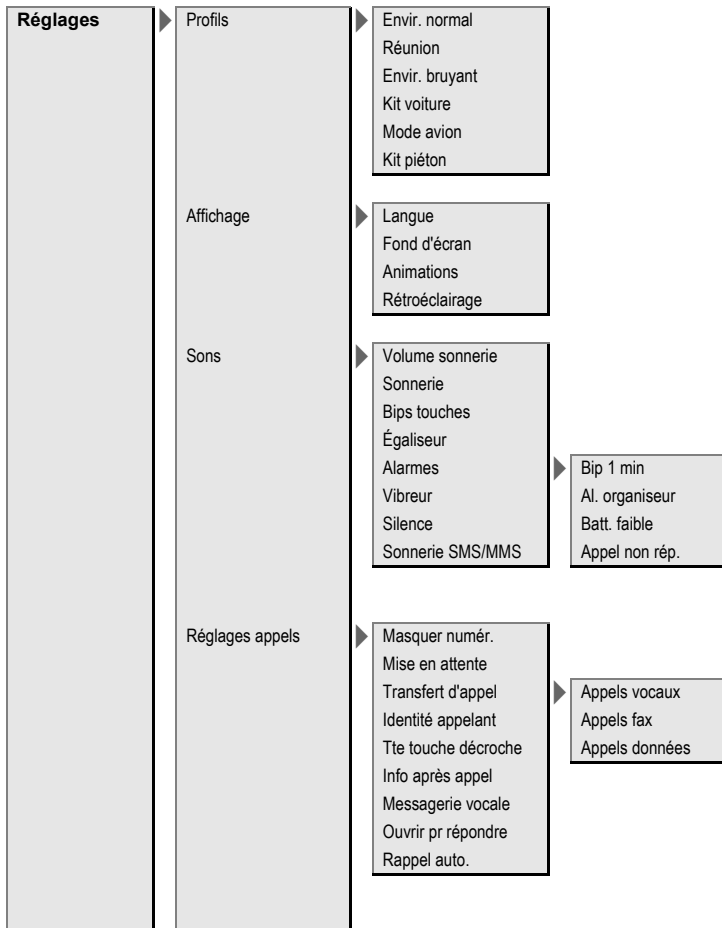 Réglages
Profils
Envir. normal
Réunion
Envir. bruyant
Kit voiture
Mode avion
Kit piéton
Affichage
Langue
Fond d'écran
Animations
Rétroéclairage
Sons
Volume sonnerie
Sonnerie
Bips touches
Égaliseur
Alarmes
Bip 1 min
Vibreur
Al. organiseur
Silence
Batt. faible
Sonnerie SMS/MMS
Appel non rép.
Réglages appels
Masquer numér.
Mise en attente
Transfert d'appel
Appels vocaux
Identité appelant
Appels fax
Tte touche décroche
Appels données
Info après appel
Messagerie vocale
Ouvrir pr répondre
Rappel auto.